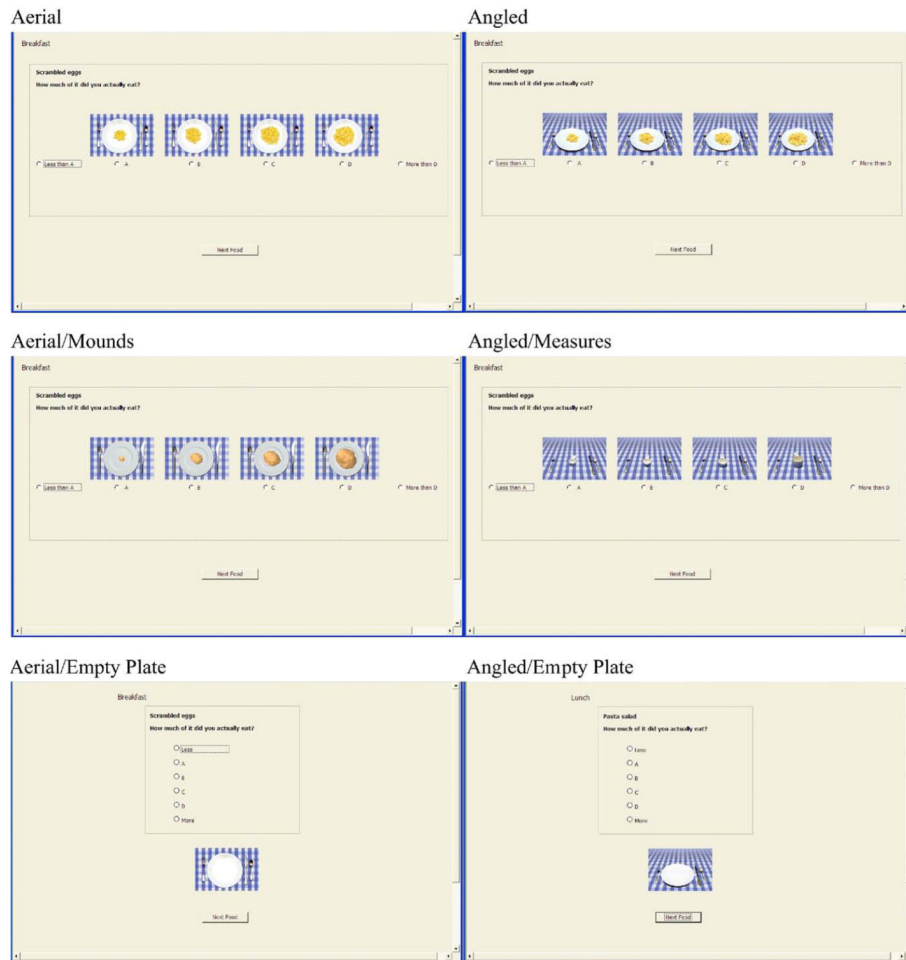 Aerial
Breakfast
Scrambled eggs
How much of it did you actually eat?
Less than A
A
B
C
D
More than D
Next Food
Angled
Breakfast
Scrambled eggs
How much of it did you actually eat?
Less than A
A
B
C
D
More than D
Next Food
Aerial/Mounds
Breakfast
Scrambled eggs
How much of it did you actually eat?
Less than A
A
B
C
D
More than D
Next Food
Angled/Measures
Breakfast
Scrambled eggs
How much of it did you actually eat?
Less than A
A
B
C
D
More than D
Next Food
Aerial/Empty Plate
Breakfast
Scrambled eggs
How much of it did you actually eat?
Less
A
B
C
D
More
Next Food
Angled/Empty Plate
Lunch
Pasta salad
How much of it did you actually eat?
Less
A
B
C
D
More
Next Food